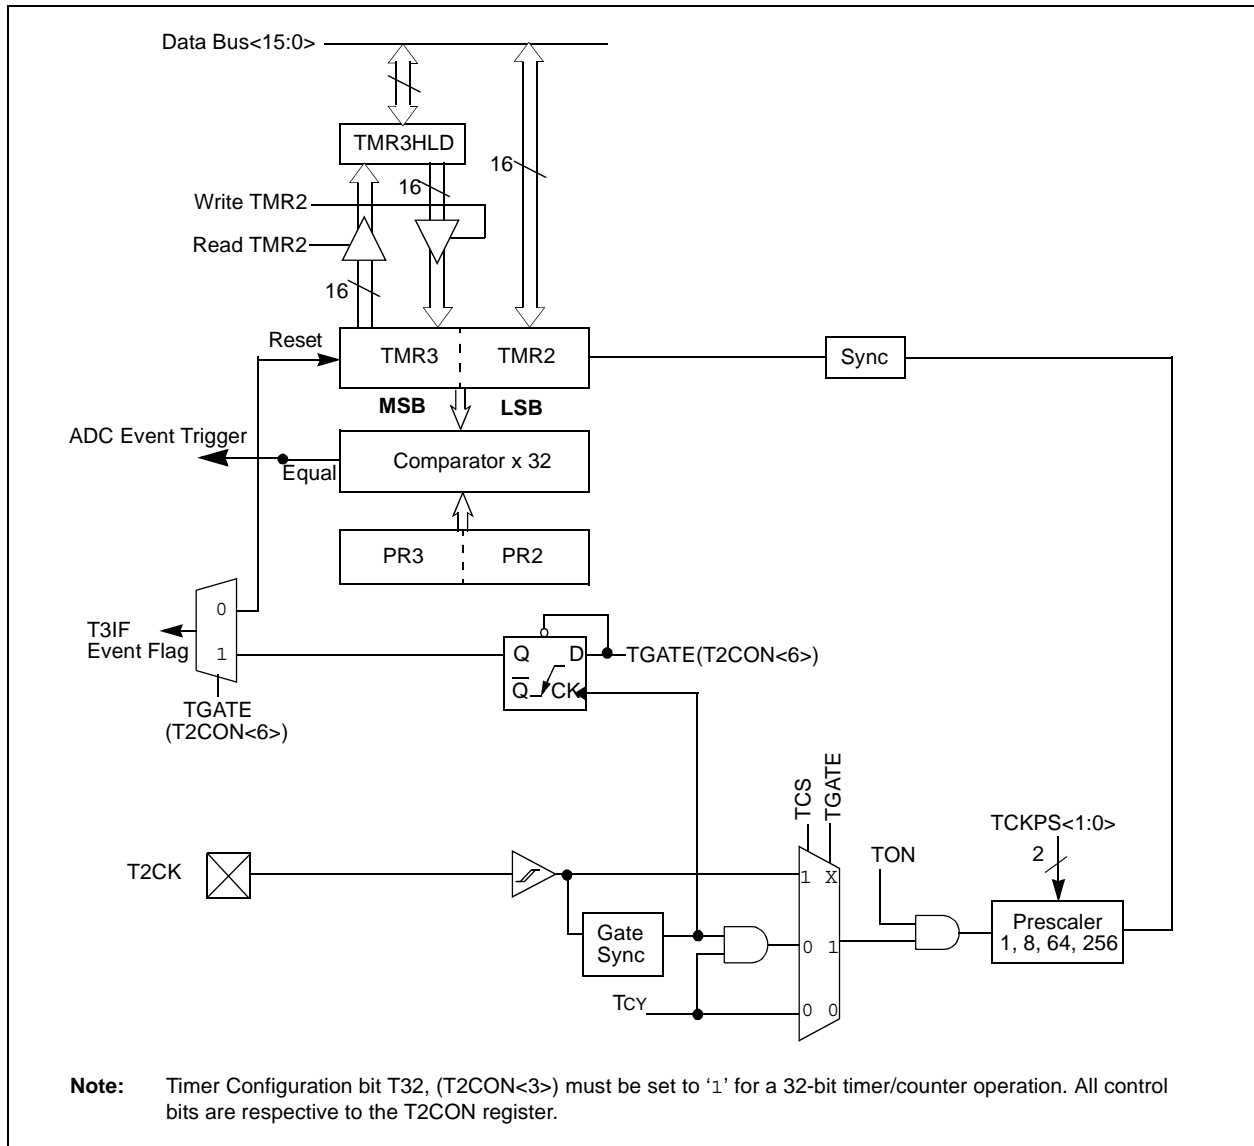 Data Bus<15:0>
TMR3HLD
16
16
Write TMR2
Read TMR2
16
Reset
TMR3
TMR2
Sync
MSB
LSB
ADC Event Trigger
Equal
Comparator x 32
PR3
PR2
0
1
T3IF
Event Flag
Q
D
TGATE(T2CON<6>)
Q
CK
TGATE
(T2CON<6>)
TCS
TGATE
TCKPS<1:0>
2
TON
T2CK
1 X
Prescaler
1, 8, 64, 256
Gate
Sync
0 1
TCY
0 0
Note: Timer Configuration bit T32, (T2CON<3>) must be set to ‘1’ for a 32-bit timer/counter operation. All control
bits are respective to the T2CON register.